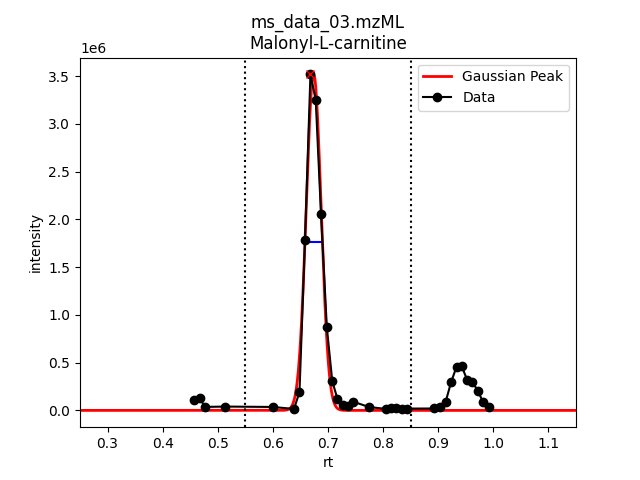 ms_data_03.mzML
Malonyl-L-carnitine
1e6
Gaussian Peak
Data
3.5
3.0
2.5
2.0
1.5
1.0
0.5
0.0
intensity
0.3 0.4 0.5 0.6 0.7 0.8 0.9 1.0 1.1
rt